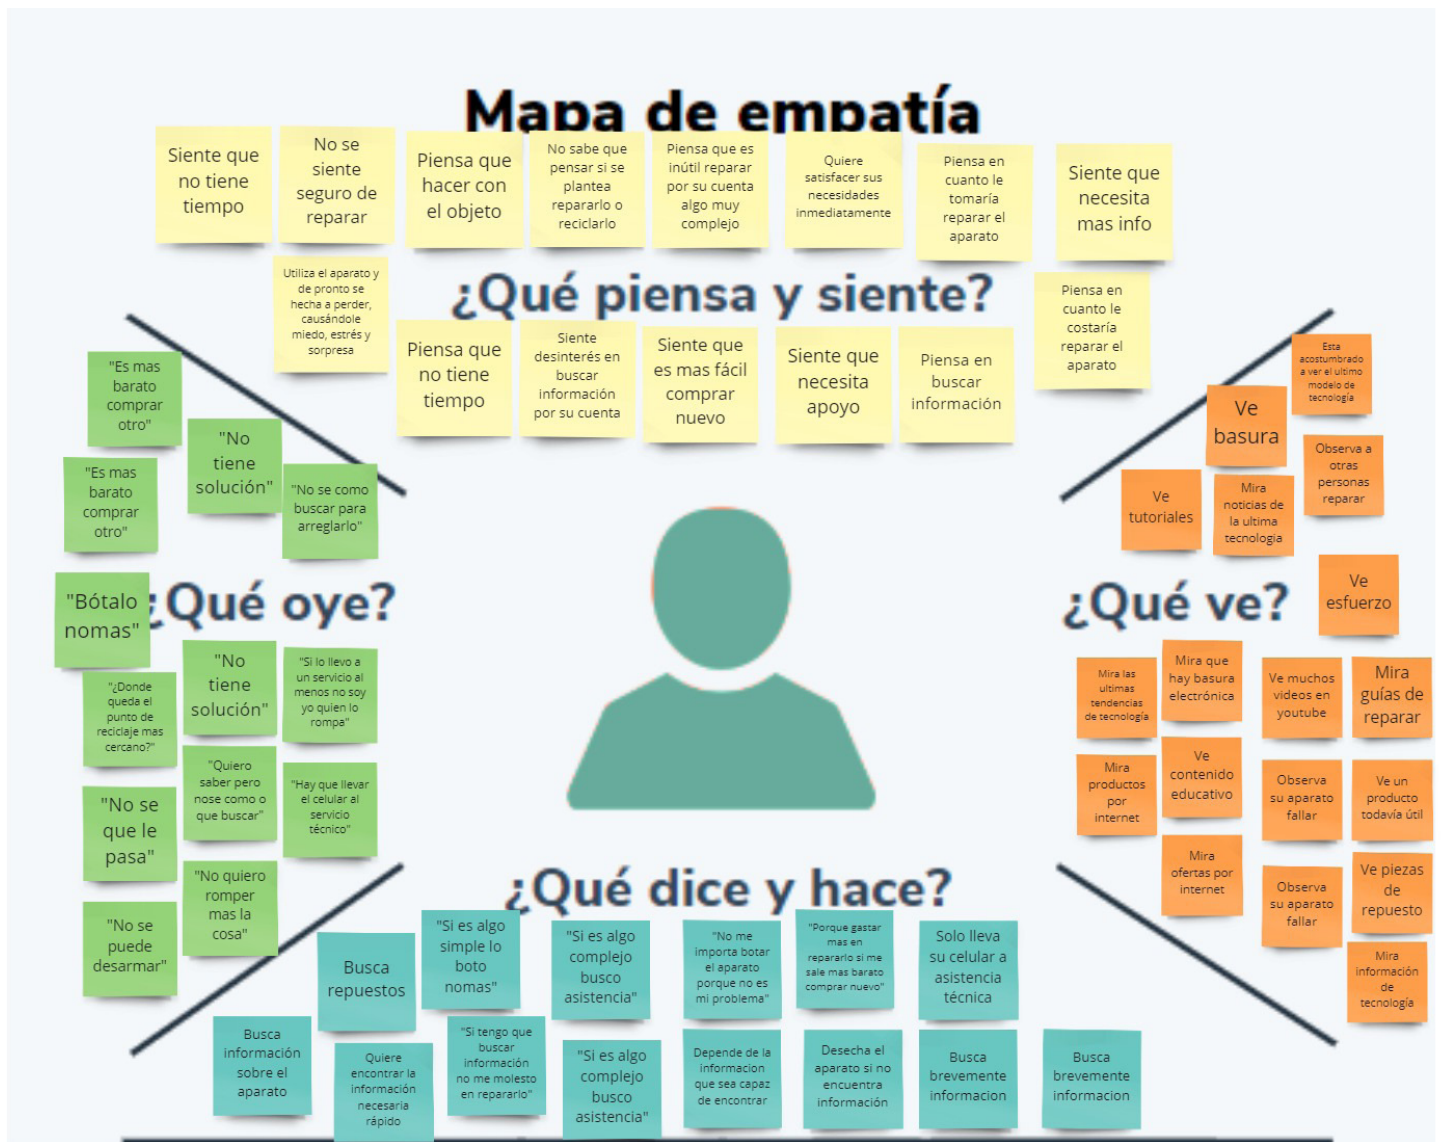 Mapa de empatía
Siente que
no tiene
tiempo
No se
siente
seguro de
reparar
Piensa que
hacer con
el objeto
No sabe que
pensar si se
plantea
repararlo o
reciclarlo
Piensa que es
inútil reparar
por su cuenta
algo muy
complejo
Quiere
satisfacer sus
necesidades
inmediatamente
Piensa en
cuanto le
tomaría
reparar el
aparato
Siente que
necesita
mas info
Utiliza el aparato y
de pronto se
hecha a perder,
causándole
miedo, estrés y
sorpresa
¿Qué piensa y siente?
Piensa en
cuanto le
costaría
reparar el
aparato
Piensa que
no tiene
tiempo
Siente
desinterés en
buscar
información
por su cuenta
Siente que
es mas fácil
comprar
nuevo
Siente que
necesita
apoyo
Piensa en
buscar
información
"Es mas
barato
comprar
otro"
"No
tiene
solución"
"Es mas
barato
comprar
otro"
"No se como
buscar para
arreglarlo"
"Bótalo
nomas"
¿Qué oye?
"No
tiene
solución"
"Si lo llevo a
un servicio al
menos no soy
yo quien lo
rompa"
"¿Donde
queda el
punto de
reciclaje mas
cercano?"
"Quiero
saber pero
nose como o
que buscar"
"Hay que llevar
el celular al
servicio
técnico"
"No se
que le
pasa"
"No quiero
romper
mas la
cosa"
"No se
puede
desarmar"
Esta
acostumbrado
a ver el ultimo
modelo de
tecnología
Ve
basura
Observa a
otras
personas
reparar
Ve
tutoriales
Mira
noticias de
la ultima
tecnologia
¿Qué ve?
Ve
esfuerzo
Mira las
ultimas
tendencias
de tecnología
Mira que
hay basura
electrónica
Ve muchos
videos en
youtube
Mira
guías de
reparar
Mira
productos
por
internet
Ve
contenido
educativo
Observa
su aparato
fallar
Ve un
producto
todavía útil
Mira
ofertas por
internet
Observa
su aparato
fallar
Ve piezas
de
repuesto
Mira
información
de
tecnología
¿Qué dice y hace?
Busca
repuestos
"Si es algo
simple lo
boto
nomas"
"Si es algo
complejo
busco
asistencia"
"No me
importa botar
el aparato
porque no es
mi problema"
"Porque gastar
mas en
repararlo si me
sale mas barato
comprar nuevo"
Solo lleva
su celular a
asistencia
técnica
Busca
información
sobre el
aparato
Quiere
encontrar la
información
necesaria
rápido
"Si tengo que
buscar
información
no me molesto
en repararlo"
"Si es algo
complejo
busco
asistencia"
Depende de la
informacion
que sea capaz
de encontrar
Desecha el
aparato si no
encuentra
información
Busca
brevemente
informacion
Busca
brevemente
informacion